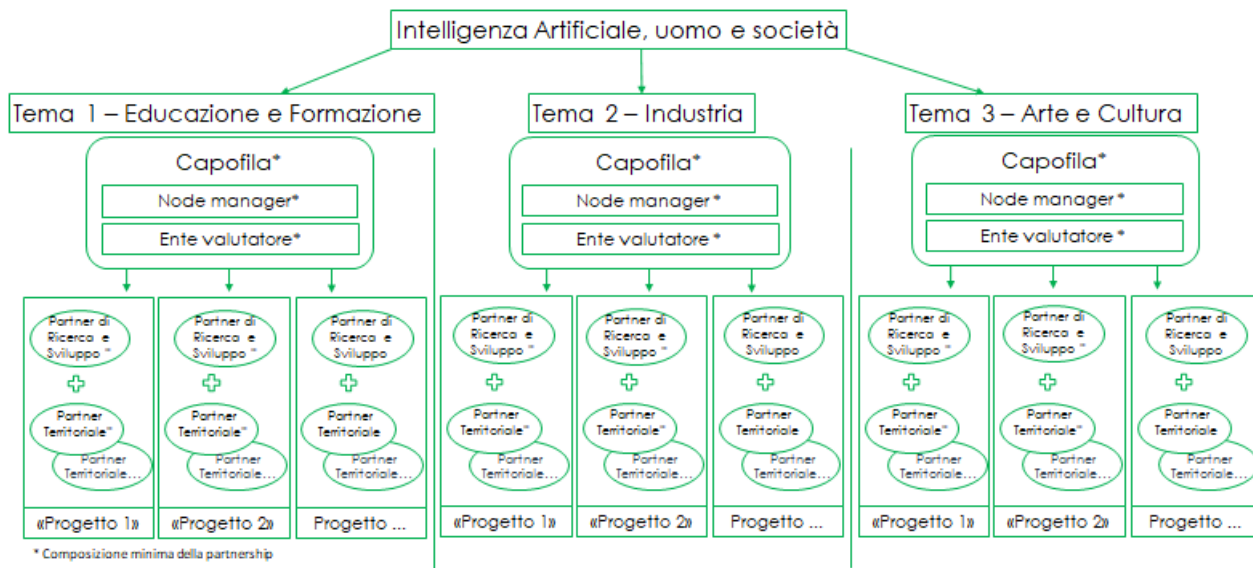 Intelligenza Artificiale, uomo e società
Tema 1 – Educazione e Formazione
Capofila*
Node manager*
Ente valutatore*
Partner di
Ricerca e
Sviluppo *
Partner
Territoriale*
Partner
Territoriale...
«Progetto 1»
Partner di
Ricerca e
Sviluppo *
Partner
Territoriale*
Partner
Territoriale...
«Progetto 2»
Partner di
Ricerca e
Sviluppo
Partner
Territoriale
Partner
Territoriale...
Progetto ...
* Composizione minima della partnership
Tema 2 – Industria
Capofila*
Node manager*
Ente valutatore *
Partner di
Ricerca e
Sviluppo *
Partner
Territoriale*
Partner
Territoriale...
«Progetto 1»
Partner di
Ricerca e
Sviluppo *
Partner
Territoriale*
Partner
Territoriale...
«Progetto 2»
Partner di
Ricerca e
Sviluppo
Partner
Territoriale
Partner
Territoriale...
Progetto ...
Tema 3 – Arte e Cultura
Capofila*
Node manager*
Ente valutatore *
Partner di
Ricerca e
Sviluppo *
Partner
Territoriale*
Partner
Territoriale...
«Progetto 1»
Partner di
Ricerca e
Sviluppo *
Partner
Territoriale*
Partner
Territoriale...
«Progetto 2»
Partner di
Ricerca e
Sviluppo
Partner
Territoriale
Partner
Territoriale...
Progetto ...